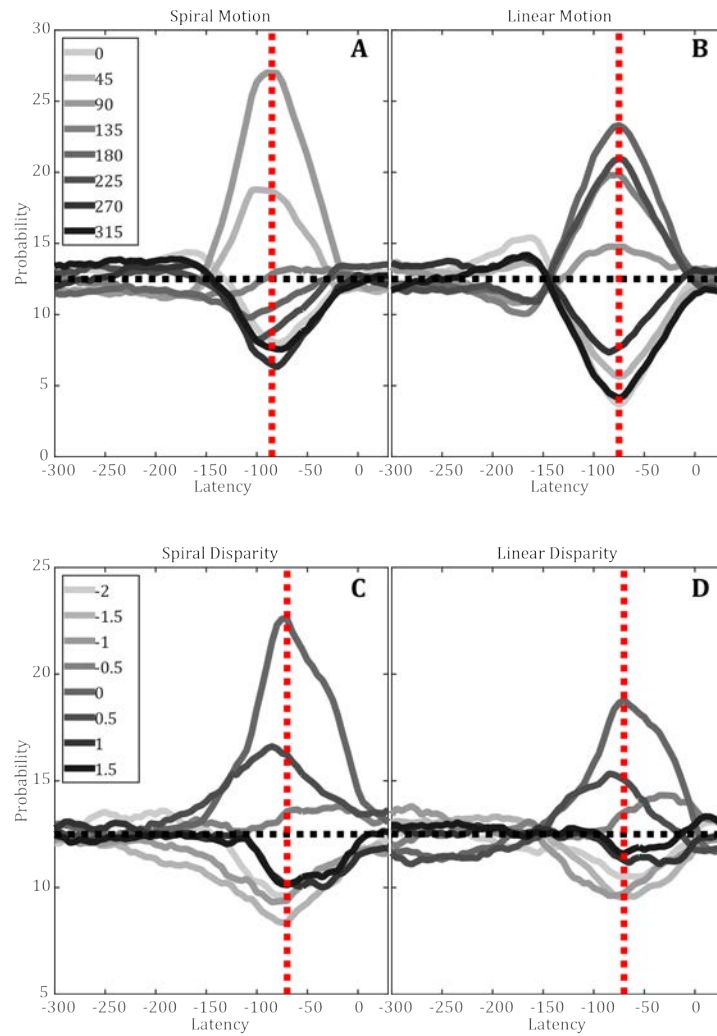 Spiral Motion
Linear Motion
30
25
20
15
10
5
0
Probability
0
45
90
135
180
225
270
315
A
B
-300 -250 -200 -150 -100 -50 0
Latency
-300 -250 -200 -150 -100 -50 0
Latency
Spiral Disparity
Linear Disparity
25
20
15
10
5
Probability
-2
-1.5
-1
-0.5
0
0.5
1
1.5
C
D
-300 -250 -200 -150 -100 -50 0
Latency
-300 -250 -200 -150 -100 -50 0
Latency